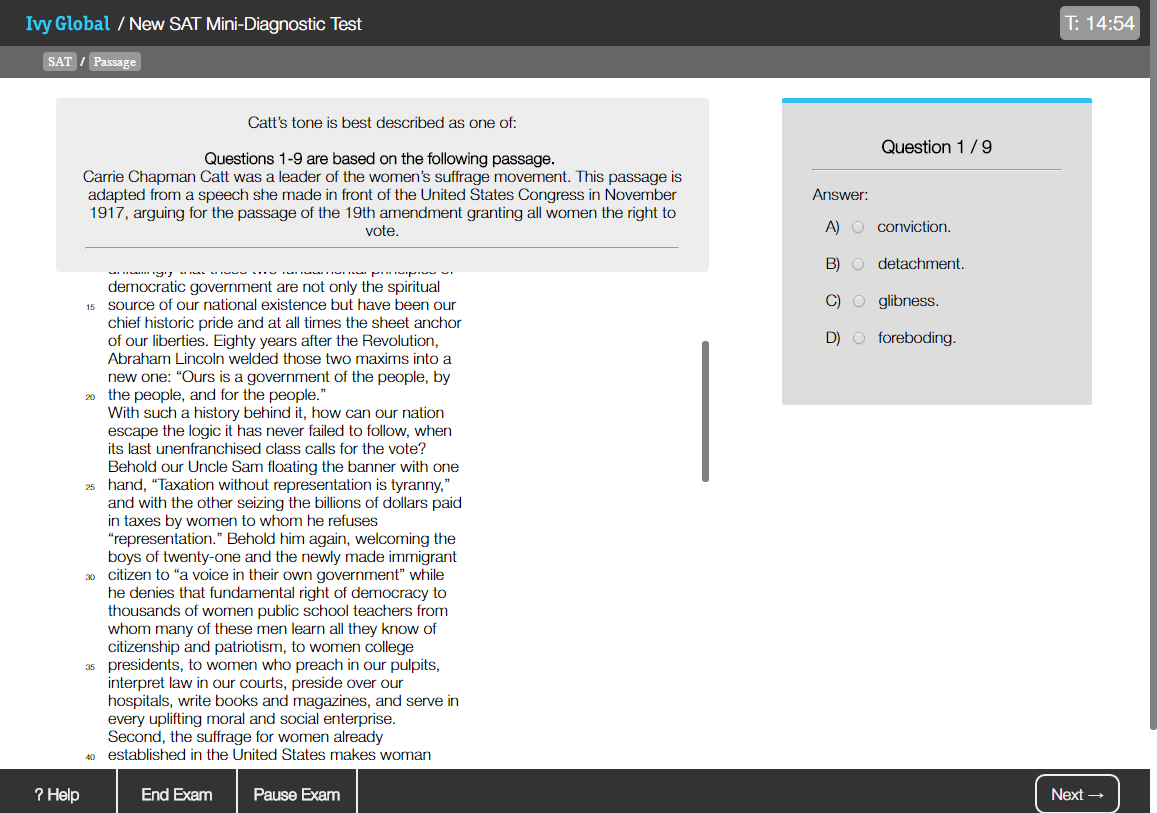 Ivy Global / New SAT Mini-Diagnostic Test
T: 14:54
SAT / Passage
Catt's tone is best described as one of:
Questions 1-9 are based on the following passage.
Carrie Chapman Catt was a leader of the women's suffrage movement. This passage is
adapted from a speech she made in front of the United States Congress in November
1917, arguing for the passage of the 19th amendment granting all women the right to
vote.
democratic government are not only the spiritual
15 source of our national existence but have been our
chief historic pride and at all times the sheet anchor
of our liberties. Eighty years after the Revolution,
Abraham Lincoln welded those two maxims into a
new one: “Ours is a government of the people, by
20 the people, and for the people.”
With such a history behind it, how can our nation
escape the logic it has never failed to follow, when
its last unenfranchised class calls for the vote?
Behold our Uncle Sam floating the banner with one
25 hand, “Taxation without representation is tyranny,”
and with the other seizing the billions of dollars paid
in taxes by women to whom he refuses
“representation.” Behold him again, welcoming the
boys of twenty-one and the newly made immigrant
30 citizen to “a voice in their own government” while
he denies that fundamental right of democracy to
thousands of women public school teachers from
whom many of these men learn all they know of
citizenship and patriotism, to women college
35 presidents, to women who preach in our pulpits,
interpret law in our courts, preside over our
hospitals, write books and magazines, and serve in
every uplifting moral and social enterprise.
Second, the suffrage for women already
40 established in the United States makes woman
Question 1 / 9
Answer:
A) conviction.
B) detachment.
C) glibness.
D) foreboding.
? Help
End Exam
Pause Exam
Next →